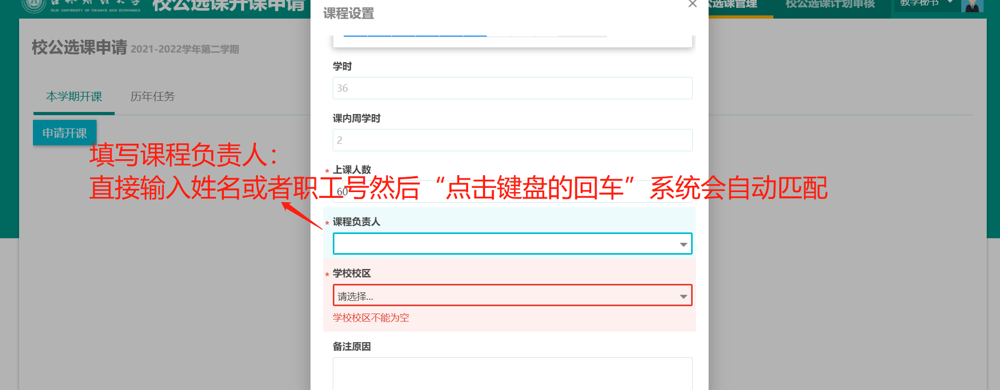 吉林财经大学
JILIN UNIVERSITY OF FINANCE AND ECONOMICS
校公选课开课申请
公选课管理
校公选课计划审核
教学秘书
课程设置
校公选课申请 2021-2022学年第二学期
本学期开课
历年任务
申请开课
学时
36
课内周学时
2
* 上课人数
60
填写课程负责人：
直接输入姓名或者职工号然后“点击键盘的回车”系统会自动匹配
* 课程负责人
* 学校校区
请选择...
学校校区不能为空
备注原因